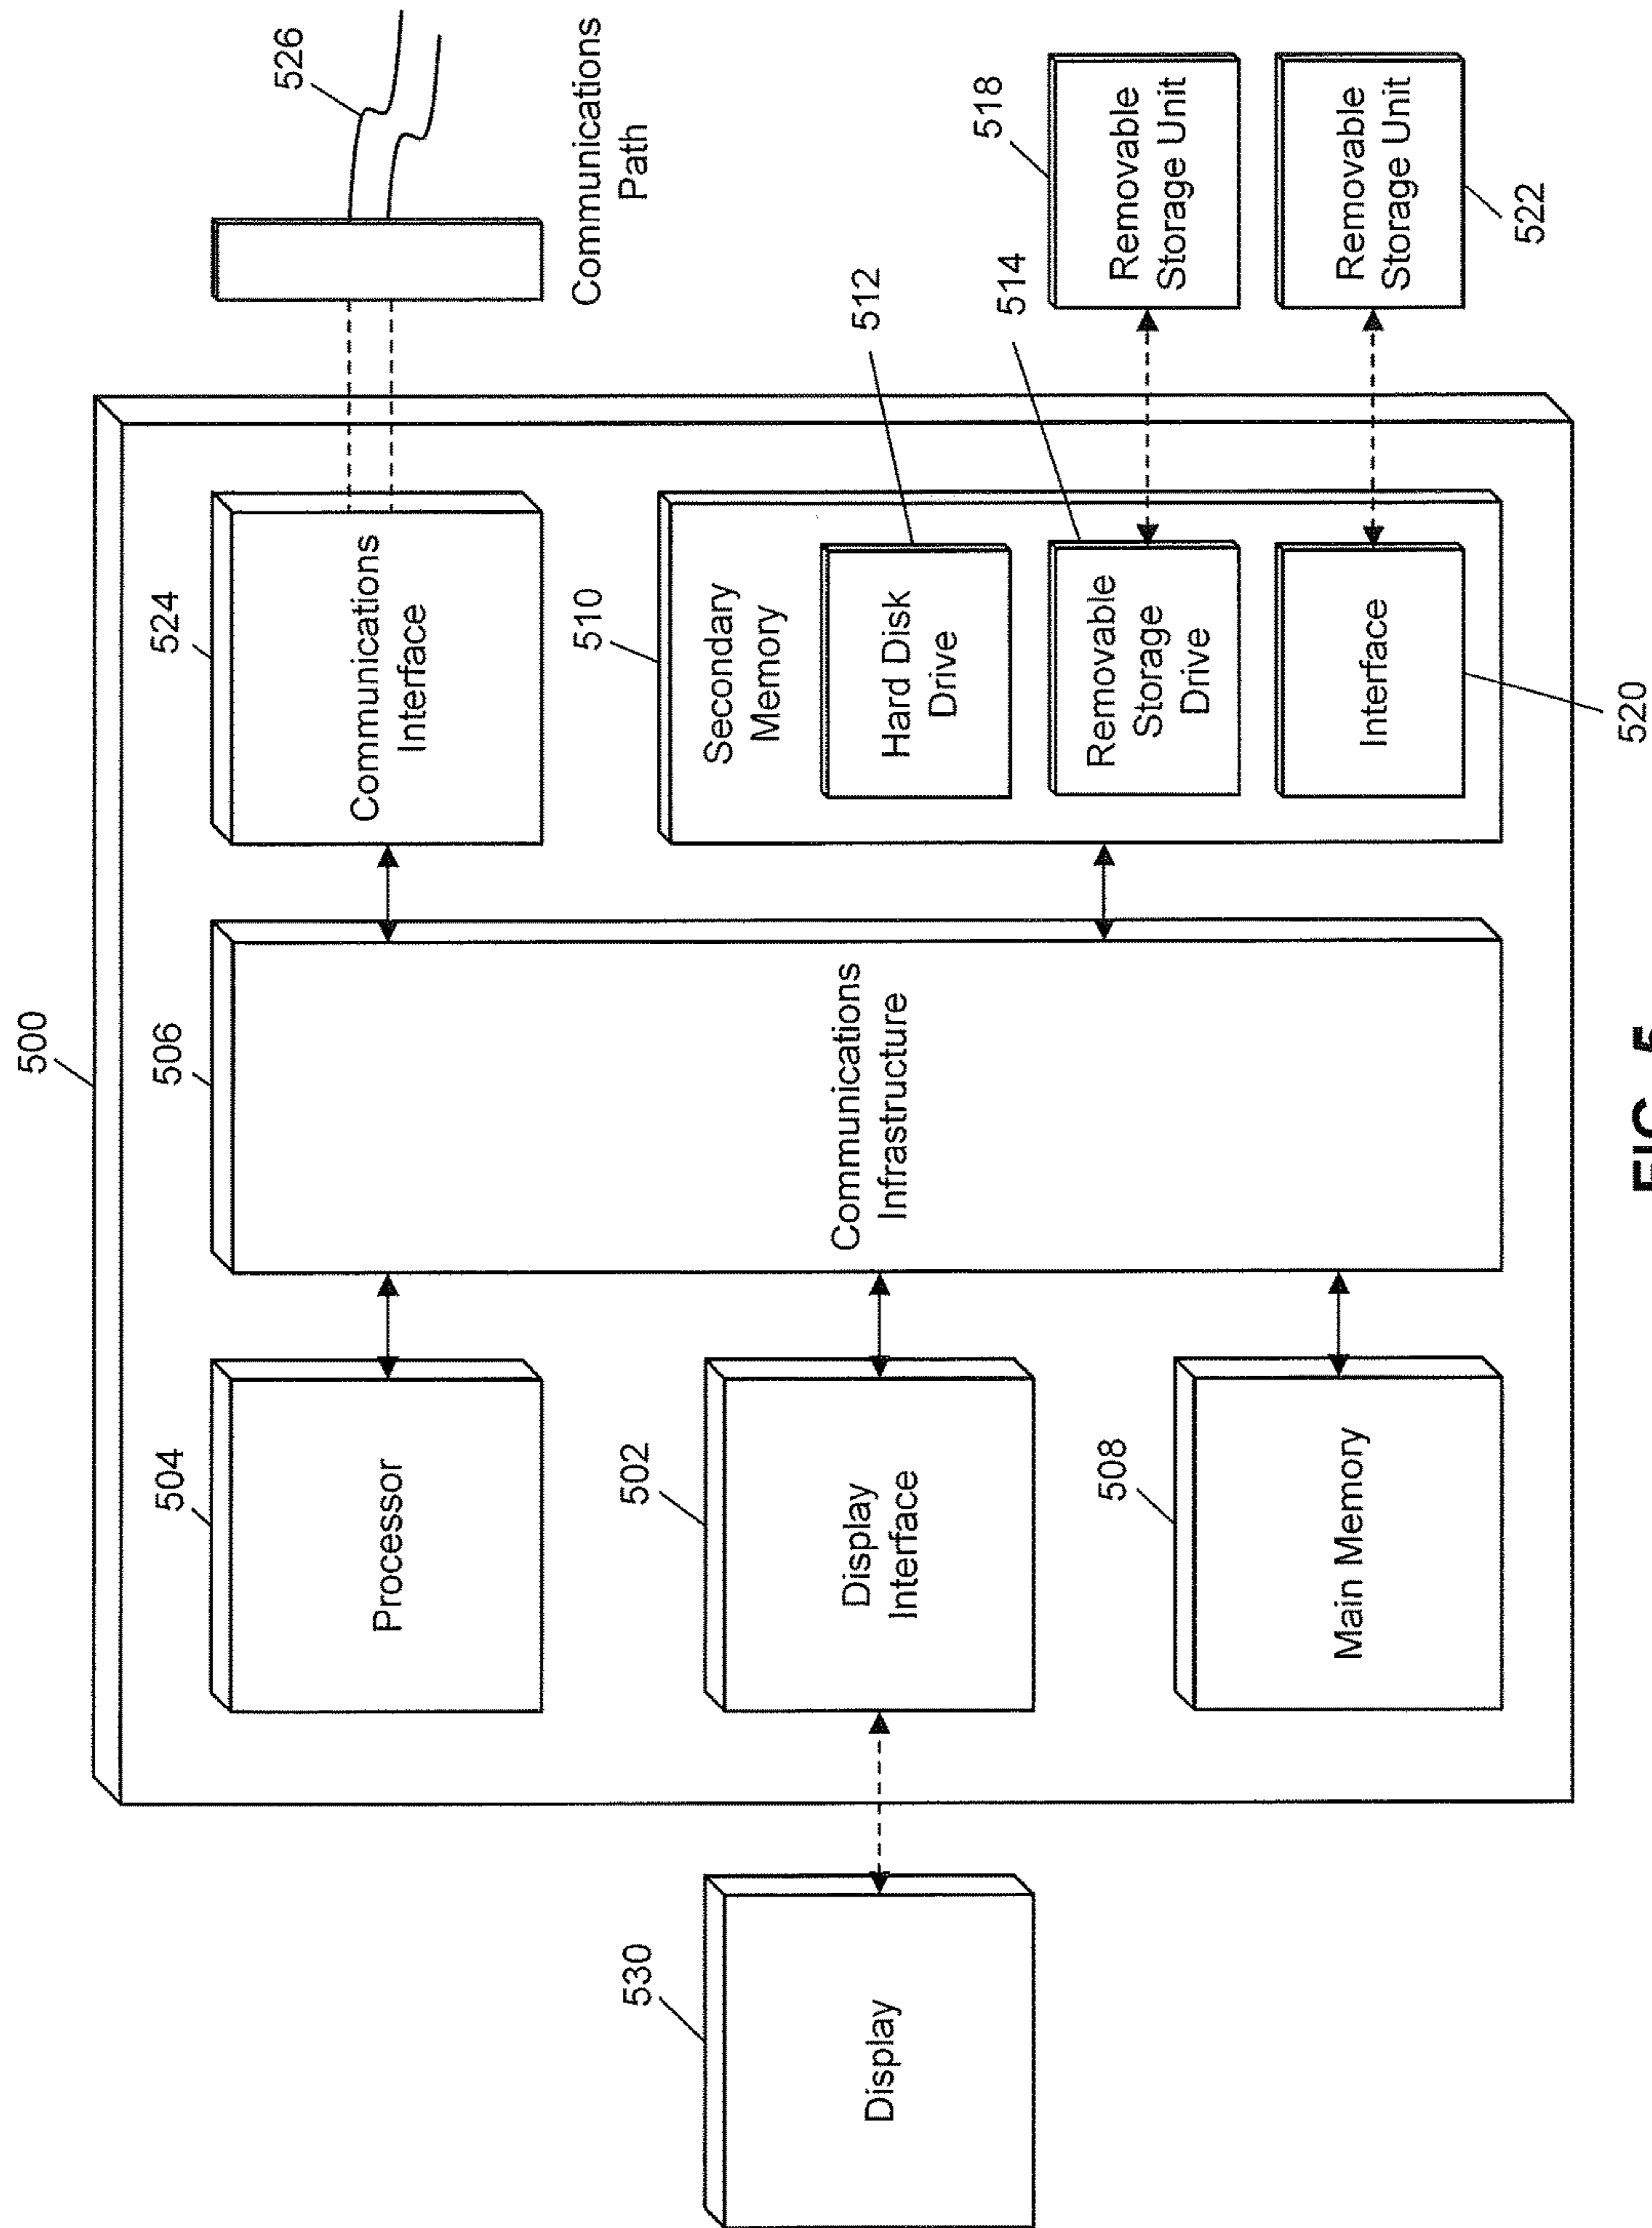 500
504
Processor
506
524
Communications
Interface
526
Communications
Path
530
Display
502
Display
Interface
Communications
Infrastructure
510
Secondary
Memory
512
Hard Disk
Drive
514
Removable
Storage
Drive
518
Removable
Storage Unit
508
Main Memory
Interface
520
Removable
Storage Unit
522
FIG. 5